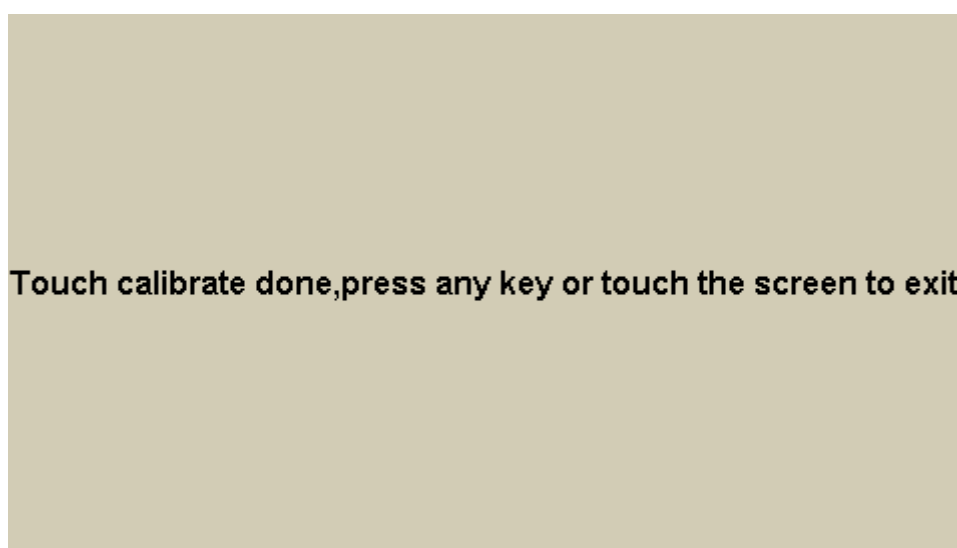 Touch calibrate done,press any key or touch the screen to exit